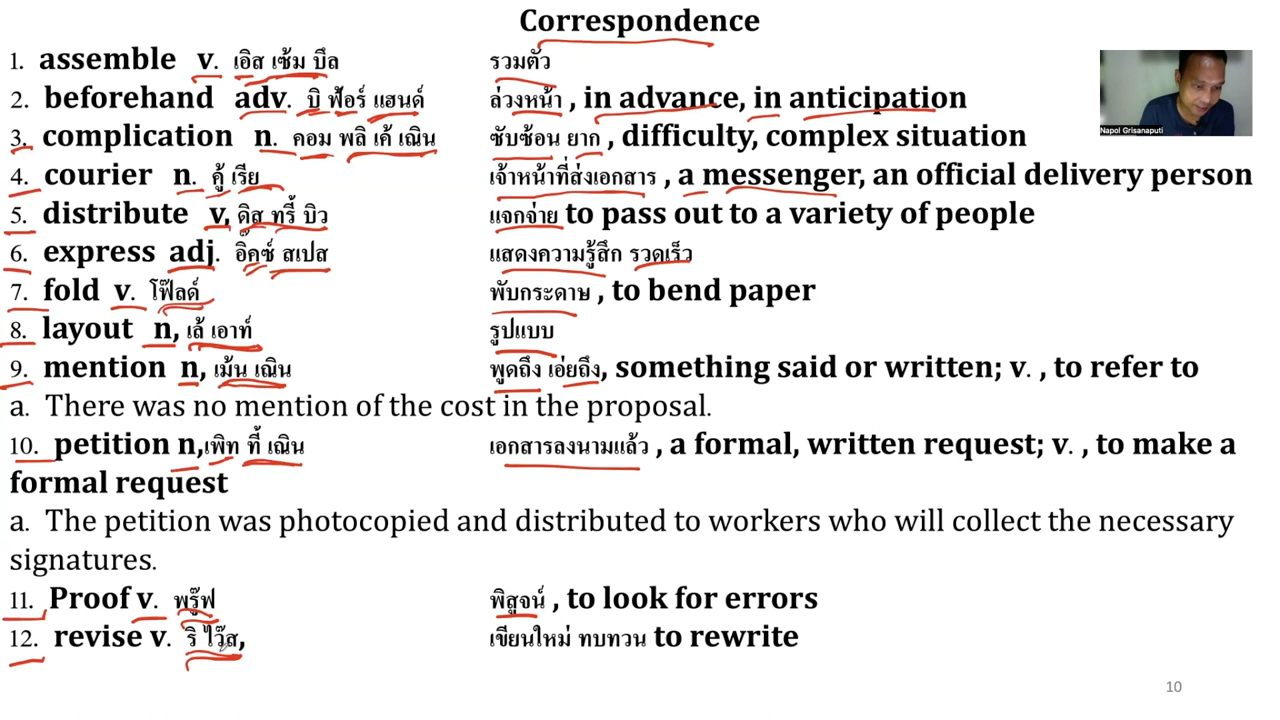 Correspondence
1. assemble v. เอิส เซ้ม บึล รวมตัว
2. beforehand adv. บิ ฟ้อร์ แฮนด์ ล่วงหน้า , in advance, in anticipation
3. complication n. คอม พลิ เค้ เณิน ซับซ้อน ยาก , difficulty, complex situation
4. courier n. คู้ เรีย เจ้าหน้าที่ส่งเอกสาร , a messenger, an official delivery person
5. distribute v, ดิส ทรี้ บิว แจกจ่าย to pass out to a variety of people
6. express adj. อิ๊คซ์ สเปส แสดงความรู้สึก รวดเร็ว
7. fold v. โฟ๊ลด์ พับกระดาษ , to bend paper
8. layout n, เล้ เอาท์ รูปแบบ
9. mention n, เม้น เณิน พูดถึง เอ่ยถึง, something said or written; v. , to refer to
a. There was no mention of the cost in the proposal.
10. petition n,เพิท ที้ เณิน เอกสารลงนามแล้ว , a formal, written request; v. , to make a
formal request
a. The petition was photocopied and distributed to workers who will collect the necessary
signatures.
11. Proof v. พรู๊ฟ พิสูจน์ , to look for errors
12. revise v. ริ ไว๊ส, เขียนใหม่ ทบทวน to rewrite
Napol Grisanaputi
10